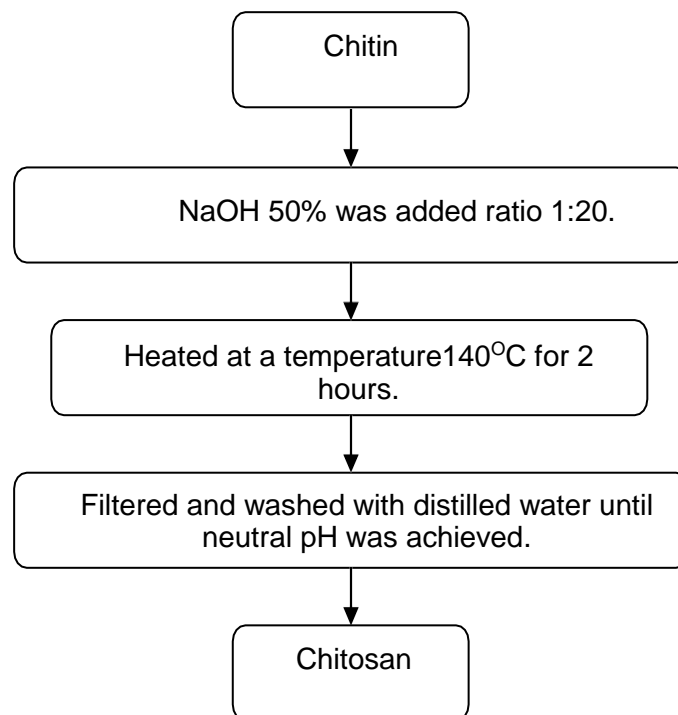 Chitin
NaOH 50% was added ratio 1:20.
Heated at a temperature140ᴼC for 2
hours.
Filtered and washed with distilled water until
neutral pH was achieved.
Chitosan